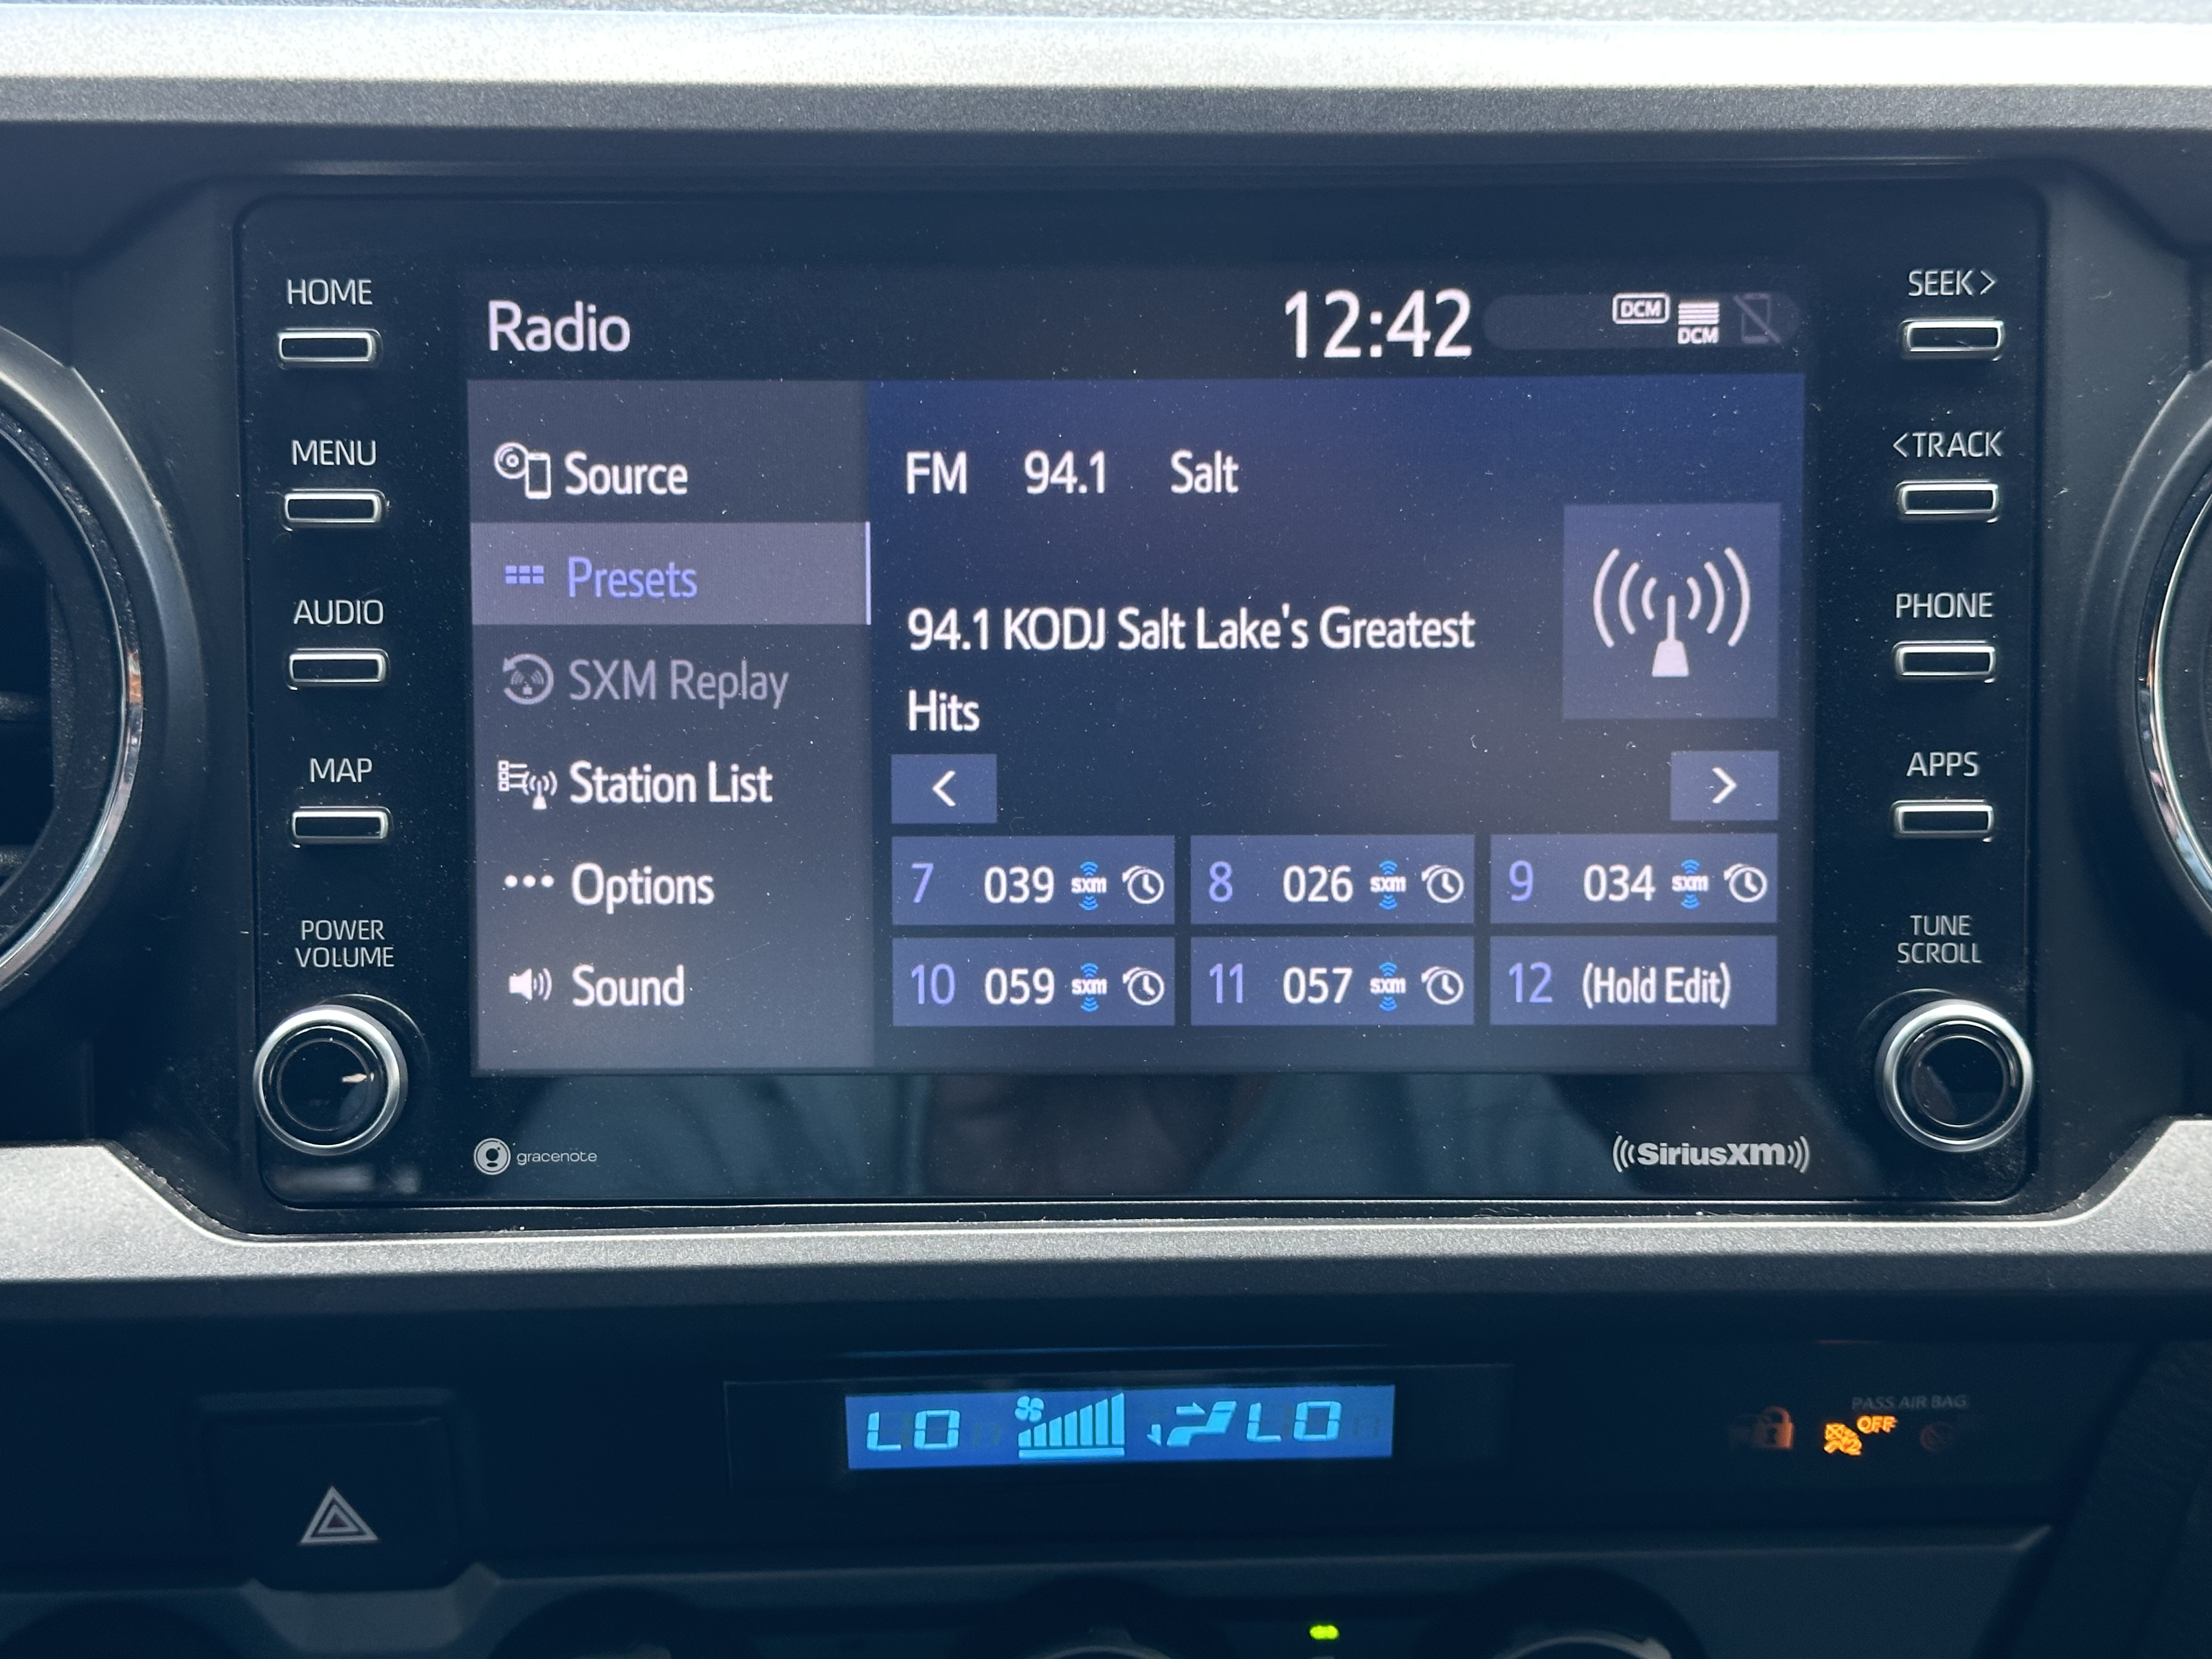 HOME
MENU
AUDIO
MAP
POWER
VOLUME
Radio
12:42
DCM
DCM
Source
Presets
SXM Replay
Station List
Options
Sound
FM 94.1 Salt
94.1 KODJ Salt Lake's Greatest
Hits
<
>
7 039 sxm
8 026 sxm
9 034 sxm
10 059 sxm
11 057 sxm
12 (Hold Edit)
SEEK >
< TRACK
PHONE
APPS
TUNE
SCROLL
gracenote
((SiriusXM))
LO
LO
PASS AIR BAG
OFF